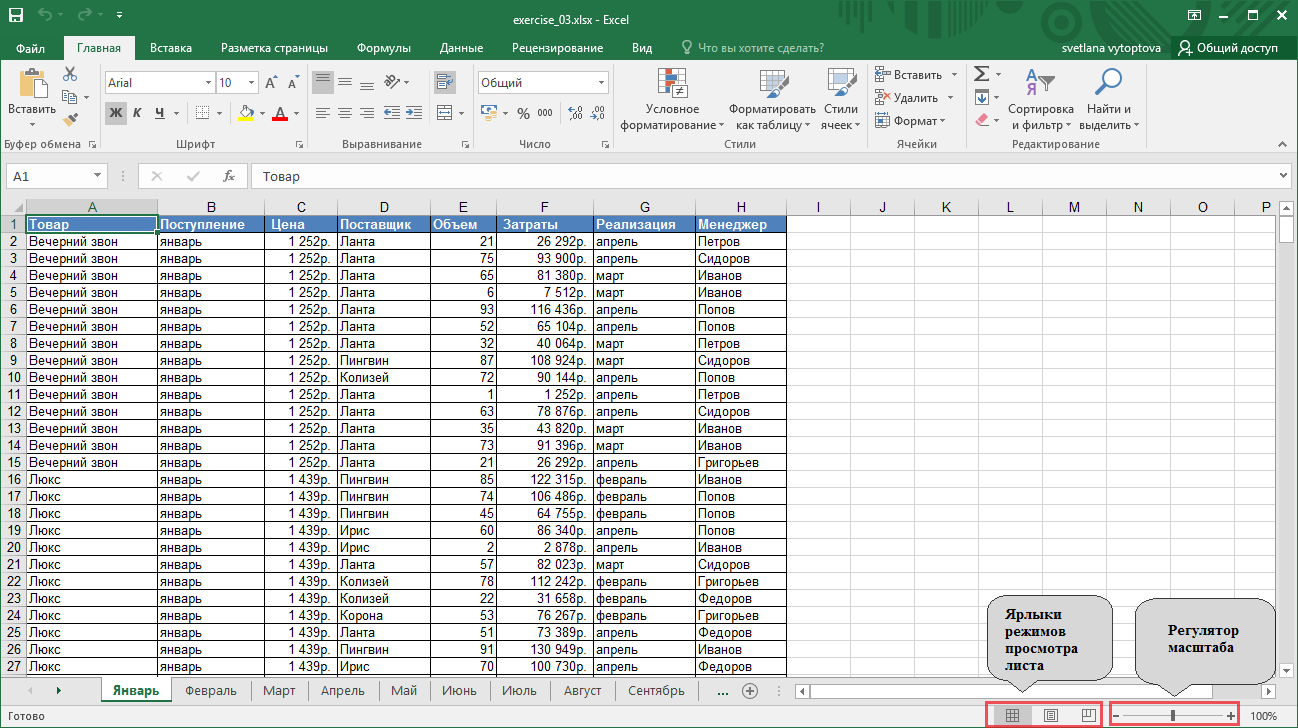 exercise_03.xlsx - Excel
Файл Главная Вставка Разметка страницы Формулы Данные Рецензирование Вид Что вы хотите сделать? svetlana vytoptova Общий доступ
Arial 10 Общий Вставить
Вставить Условное Форматировать Стили Удалить Сортировка Найти и
Ж К Ч А % 000 форматирование как таблицу ячеек Формат и фильтр выделить
Буфер обмена Шрифт Выравнивание Число Стили Ячейки Редактирование
A1 fx Товар
A B C D E F G H I J K L M N O P
1 Товар Поступление Цена Поставщик Объем Затраты Реализация Менеджер
2 Вечерний звон январь 1 252р. Ланта 21 26 292р. апрель Петров
3 Вечерний звон январь 1 252р. Ланта 75 93 900р. апрель Сидоров
4 Вечерний звон январь 1 252р. Ланта 65 81 380р. март Иванов
5 Вечерний звон январь 1 252р. Ланта 6 7 512р. март Иванов
6 Вечерний звон январь 1 252р. Ланта 93 116 436р. апрель Попов
7 Вечерний звон январь 1 252р. Ланта 52 65 104р. апрель Попов
8 Вечерний звон январь 1 252р. Ланта 32 40 064р. март Петров
9 Вечерний звон январь 1 252р. Пингвин 87 108 924р. март Сидоров
10 Вечерний звон январь 1 252р. Колизей 72 90 144р. апрель Попов
11 Вечерний звон январь 1 252р. Ланта 1 1 252р. апрель Петров
12 Вечерний звон январь 1 252р. Ланта 63 78 876р. апрель Сидоров
13 Вечерний звон январь 1 252р. Ланта 35 43 820р. март Иванов
14 Вечерний звон январь 1 252р. Ланта 73 91 396р. март Иванов
15 Вечерний звон январь 1 252р. Ланта 21 26 292р. апрель Григорьев
16 Люкс январь 1 439р. Пингвин 85 122 315р. февраль Иванов
17 Люкс январь 1 439р. Пингвин 74 106 486р. февраль Попов
18 Люкс январь 1 439р. Пингвин 45 64 755р. февраль Попов
19 Люкс январь 1 439р. Ирис 60 86 340р. апрель Попов
20 Люкс январь 1 439р. Ирис 2 2 878р. апрель Иванов
21 Люкс январь 1 439р. Ланта 57 82 023р. март Сидоров
22 Люкс январь 1 439р. Колизей 78 112 242р. февраль Григорьев
23 Люкс январь 1 439р. Колизей 22 31 658р. февраль Федоров
24 Люкс январь 1 439р. Корона 53 76 267р. февраль Григорьев
25 Люкс январь 1 439р. Ланта 51 73 389р. апрель Федоров
26 Люкс январь 1 439р. Пингвин 91 130 949р. апрель Иванов
27 Люкс январь 1 439р. Ирис 70 100 730р. апрель Федоров
Ярлыки
режимов
просмотра
листа
Регулятор
масштаба
Январь Февраль Март Апрель Май Июнь Июль Август Сентябрь ...
Готово 100%